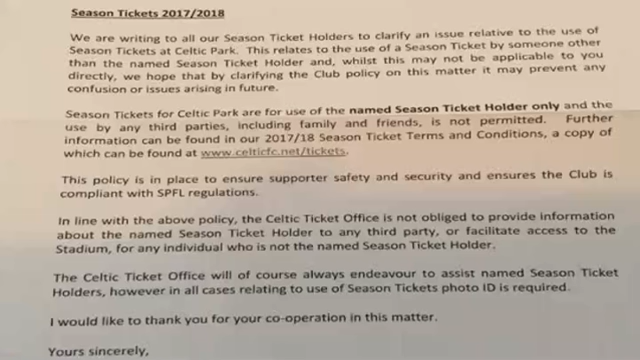 Season Tickets 2017/2018
We are writing to all our Season Ticket Holders to clarify an issue relative to the use of
Season Tickets at Celtic Park. This relates to the use of a Season Ticket by someone other
than the named Season Ticket Holder and, whilst this may not be applicable to you
directly, we hope that by clarifying the Club policy on this matter it may prevent any
confusion or issues arising in future.
Season Tickets for Celtic Park are for use of the named Season Ticket Holder only and the
use by any third parties, including family and friends, is not permitted. Further
information can be found in our 2017/18 Season Ticket Terms and Conditions, a copy of
which can be found at www.celticfc.net/tickets.
This policy is in place to ensure supporter safety and security and ensures the Club is
compliant with SPFL regulations.
In line with the above policy, the Celtic Ticket Office is not obliged to provide information
about the named Season Ticket Holder to any third party, or facilitate access to the
Stadium, for any individual who is not the named Season Ticket Holder.
The Celtic Ticket Office will of course always endeavour to assist named Season Ticket
Holders, however in all cases relating to use of Season Tickets photo ID is required.
I would like to thank you for your co-operation in this matter.
Yours sincerely,